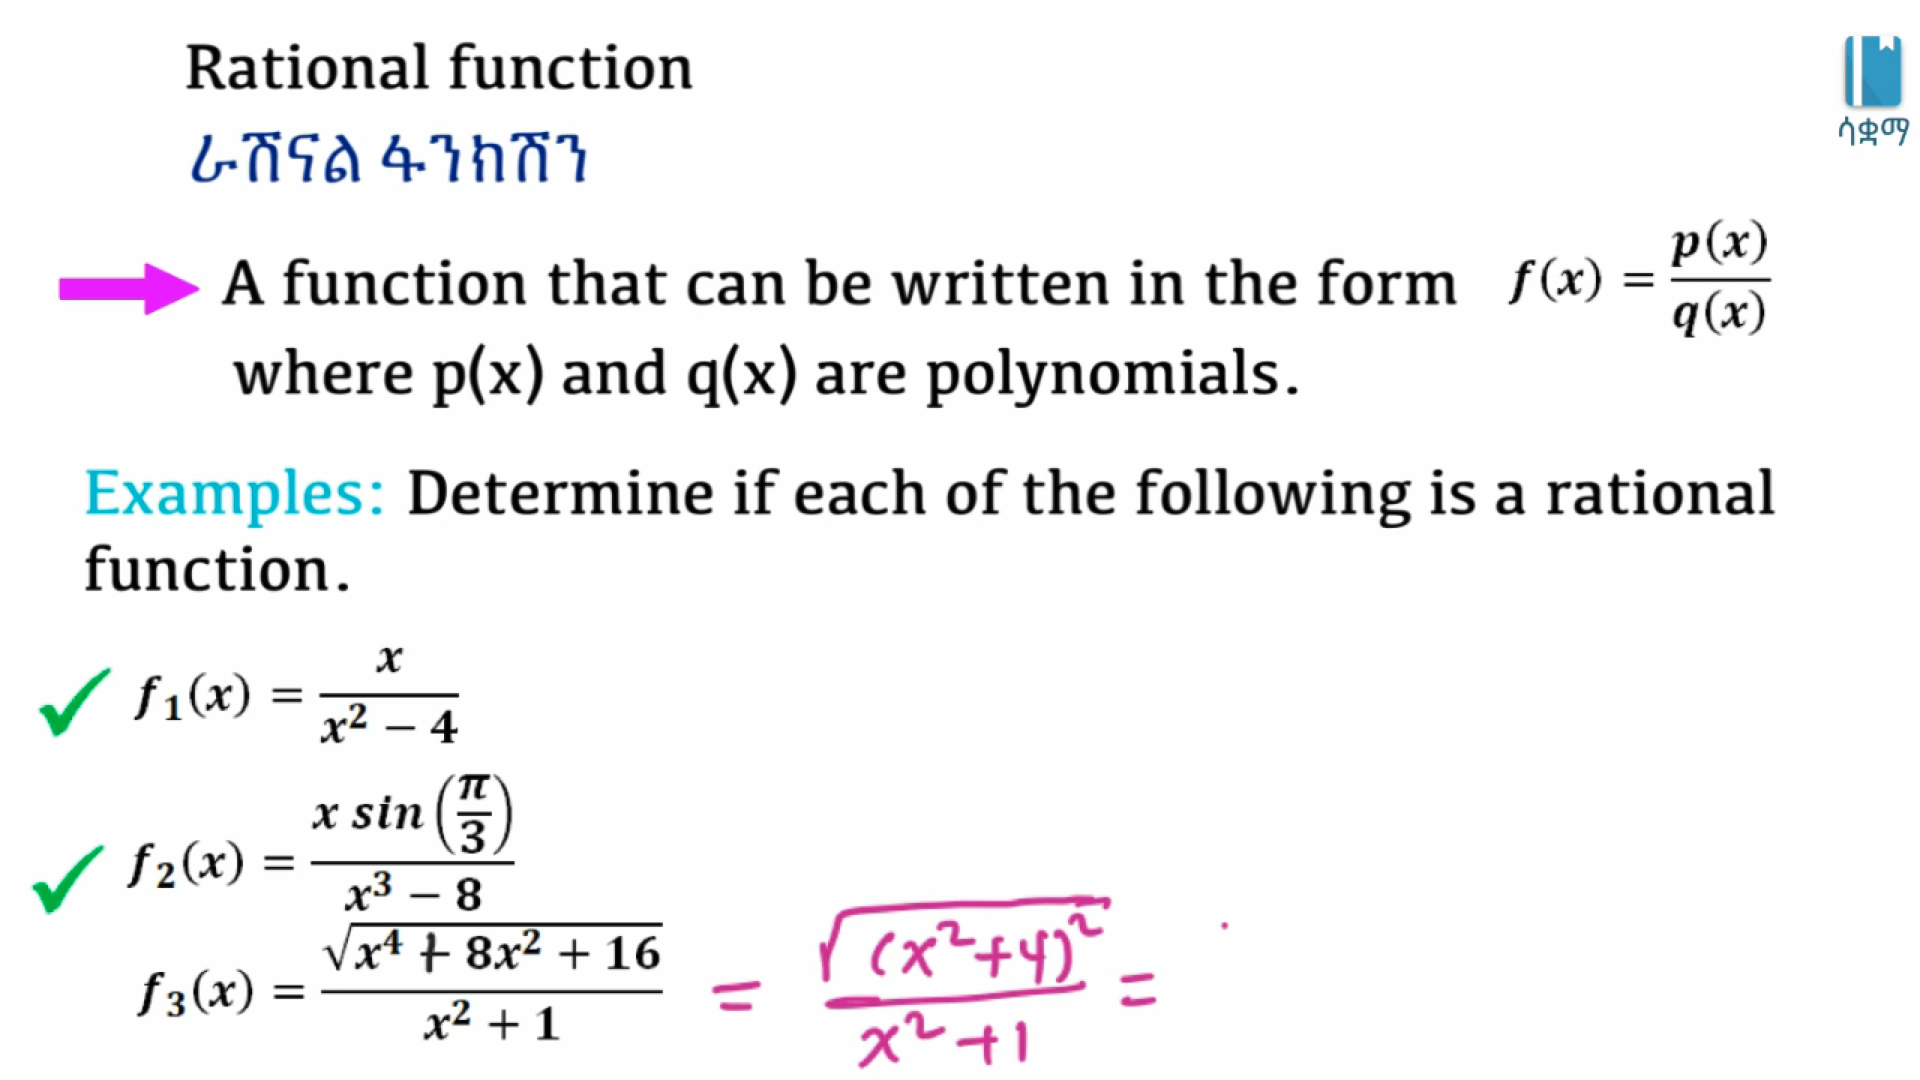 Rational function
ራሽናል ፋንክሽን
ሳቋማ
A function that can be written in the form f(x) = p(x)/q(x)
where p(x) and q(x) are polynomials.
Examples: Determine if each of the following is a rational
function.
f₁(x) = x/(x² − 4)
f₂(x) = x sin(π/3)/(x³ − 8)
f₃(x) = √(x⁴ + 8x² + 16)/(x² + 1) = √((x²+4)²)/(x²+1) =